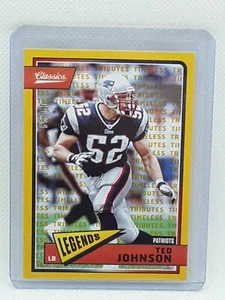 Classics
TIMELESS TRIBUTES
52
LEGENDS
LB
PATRIOTS
TED
JOHNSON